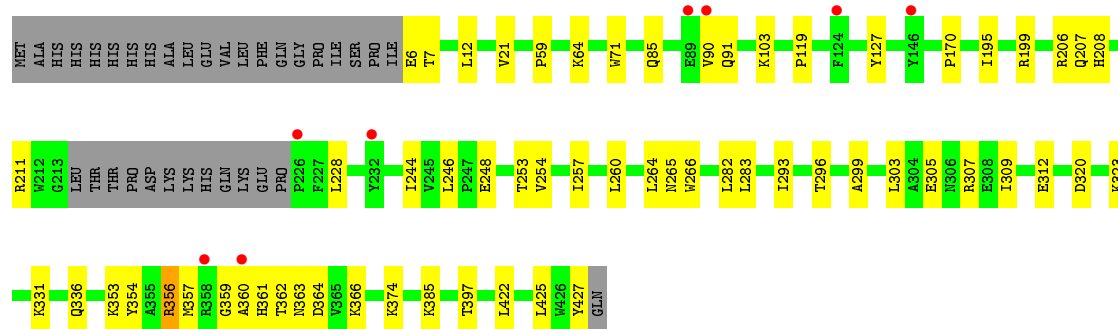 MET ALA HIS HIS HIS HIS HIS HIS ALA LEU GLU VAL LEU PHE GLN GLY PRO ILE SER PRO ILE E6 T7 L12 V21 P59 K64 W71 Q85 E89 V90 Q91 K103 P119 F124 Y127 Y146 P170 I195 R199 R206 Q207 H208
R211 W212 G213 LEU THR THR PRO ASP LYS LYS HIS GLN LYS GLU PRO P226 F227 L228 Y232 I244 V245 L246 P247 E248 T253 V254 I257 L260 L264 N265 W266 L282 L283 I293 T296 A299 L303 A304 E305 N306 R307 E308 I309 E312 D320
K331 Q336 K353 Y354 A355 R356 M357 R358 G359 A360 H361 T362 N363 D364 V365 K366 K374 K385 T397 L422 L425 W426 Y427 GLN